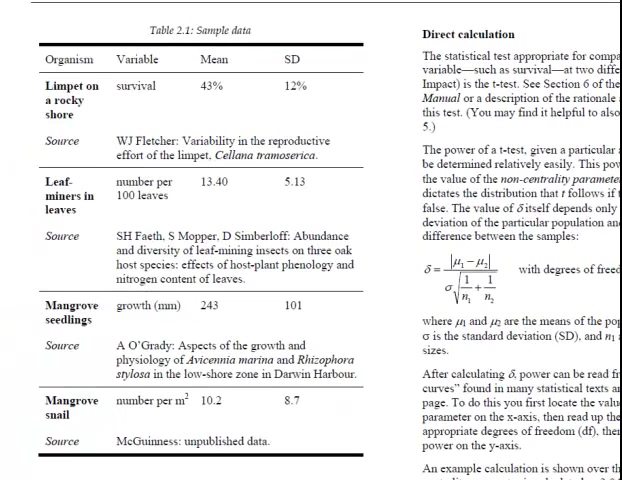 Table 2.1: Sample data
Organism Variable Mean SD
Limpet on a rocky shore survival 43% 12%
Source WJ Fletcher: Variability in the reproductive
effort of the limpet, Cellana tramoserica.
Leaf-miners in leaves number per 100 leaves 13.40 5.13
Source SH Faeth, S Mopper, D Simberloff: Abundance
and diversity of leaf-mining insects on three oak
host species: effects of host-plant phenology and
nitrogen content of leaves.
Mangrove seedlings growth (mm) 243 101
Source A O'Grady: Aspects of the growth and
physiology of Avicennia marina and Rhizophora
stylosa in the low-shore zone in Darwin Harbour.
Mangrove snail number per m² 10.2 8.7
Source McGuinness: unpublished data.
Direct calculation
The statistical test appropriate for compa
variable—such as survival—at two diffe
Impact) is the t-test. See Section 6 of the
Manual or a description of the rationale
this test. (You may find it helpful to also
5.)
The power of a t-test, given a particular
be determined relatively easily. This pow
the value of the non-centrality paramete
dictates the distribution that t follows if
false. The value of δ itself depends only
deviation of the particular population an
difference between the samples:
δ = |μ₁ − μ₂| / σ√(1/n₁ + 1/n₂) with degrees of freed
where μ₁ and μ₂ are the means of the po
σ is the standard deviation (SD), and n₁
sizes.
After calculating δ, power can be read fr
curves" found in many statistical texts a
page. To do this you first locate the valu
parameter on the x-axis, then read up the
appropriate degrees of freedom (df), the
power on the y-axis.
An example calculation is shown over th